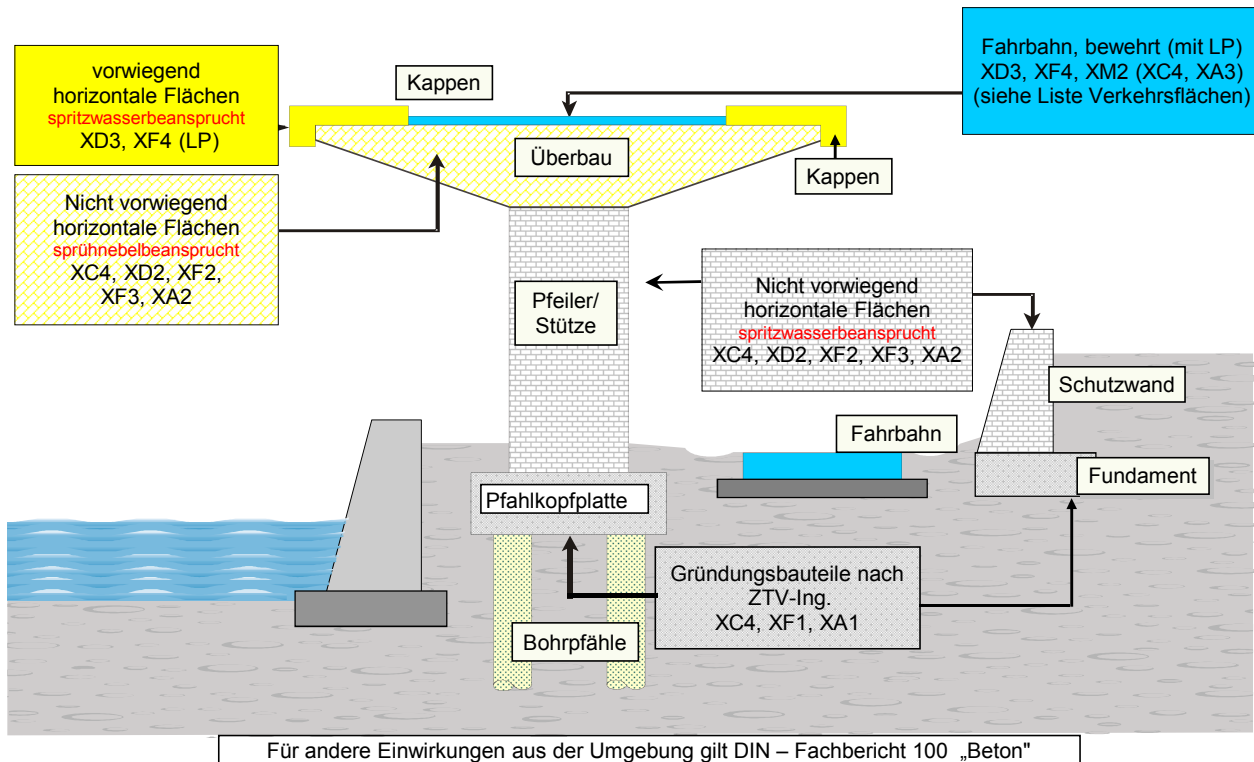 vorwiegend
horizontale Flächen
spritzwasserbeansprucht
XD3, XF4 (LP)
Kappen
Fahrbahn, bewehrt (mit LP)
XD3, XF4, XM2 (XC4, XA3)
(siehe Liste Verkehrsflächen)
Überbau
Kappen
Nicht vorwiegend
horizontale Flächen
sprühnebelbeansprucht
XC4, XD2, XF2,
XF3, XA2
Pfeiler/
Stütze
Nicht vorwiegend
horizontale Flächen
spritzwasserbeansprucht
XC4, XD2, XF2, XF3, XA2
Schutzwand
Fahrbahn
Fundament
Pfahlkopfplatte
Gründungsbauteile nach
ZTV-Ing.
XC4, XF1, XA1
Bohrpfähle
Für andere Einwirkungen aus der Umgebung gilt DIN – Fachbericht 100 „Beton"